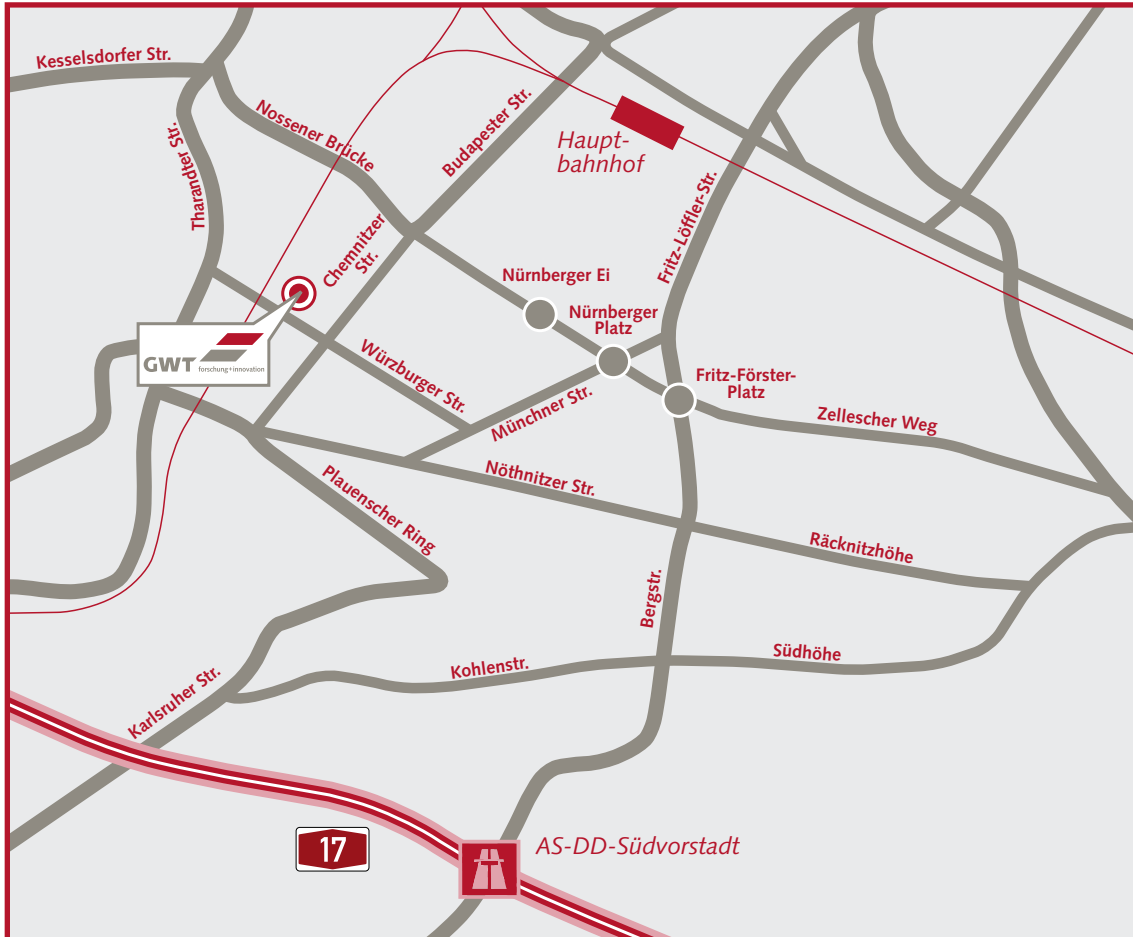 Kesselsdorfer Str.
Nossener Brücke
Budapester Str.
Haupt-
bahnhof
Tharandter Str.
Chemnitzer
Str.
Fritz-Löffler-Str.
Nürnberger Ei
Nürnberger
Platz
GWT
forschung+innovation
Würzburger Str.
Münchner Str.
Fritz-Förster-
Platz
Zellescher Weg
Nöthnitzer Str.
Plauenscher Ring
Räcknitzhöhe
Bergstr.
Südhöhe
Kohlenstr.
Karlsruher Str.
17
AS-DD-Südvorstadt